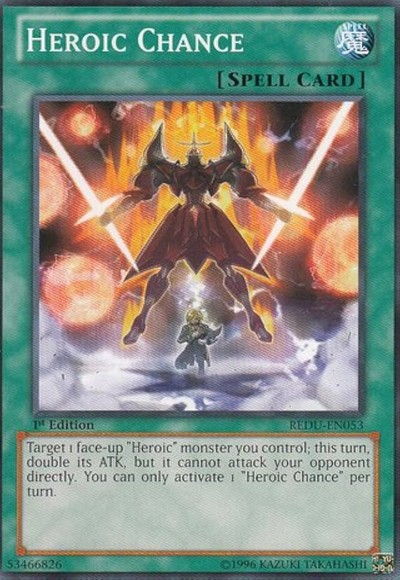 HEROIC CHANCE
SPELL
魔
[SPELL CARD]
1st Edition
REDU-EN053
Target 1 face-up "Heroic" monster you control; this turn,
double its ATK, but it cannot attack your opponent
directly. You can only activate 1 "Heroic Chance" per
turn.
53466826
©1996 KAZUKI TAKAHASHI